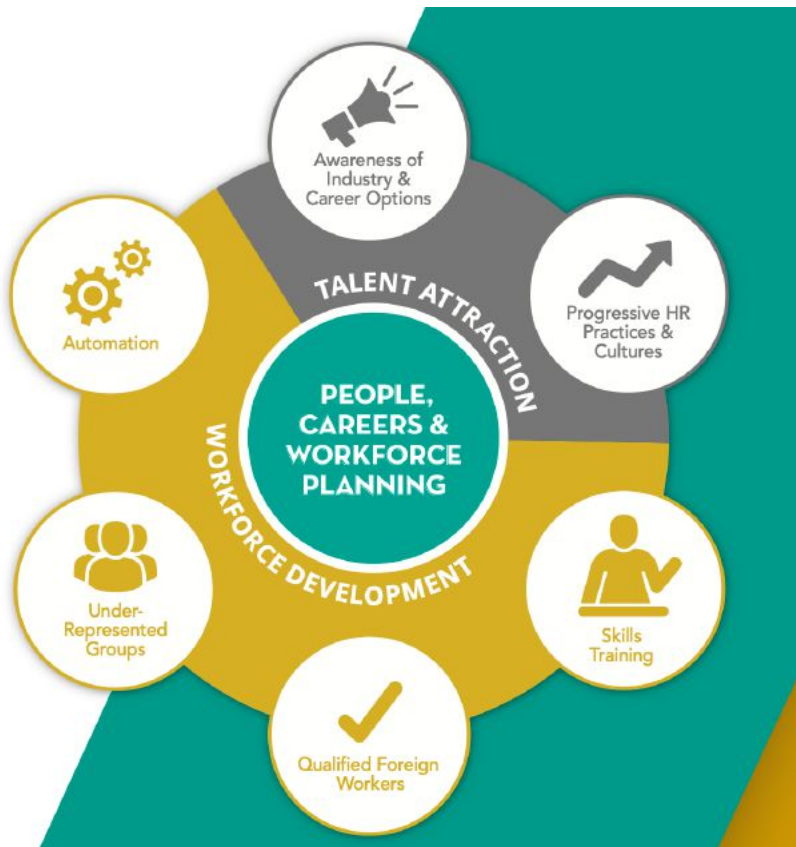 Awareness of
Industry &
Career Options
Automation
Progressive HR
Practices &
Cultures
TALENT ATTRACTION
PEOPLE,
CAREERS &
WORKFORCE
PLANNING
WORKFORCE DEVELOPMENT
Under-
Represented
Groups
Skills
Training
Qualified Foreign
Workers